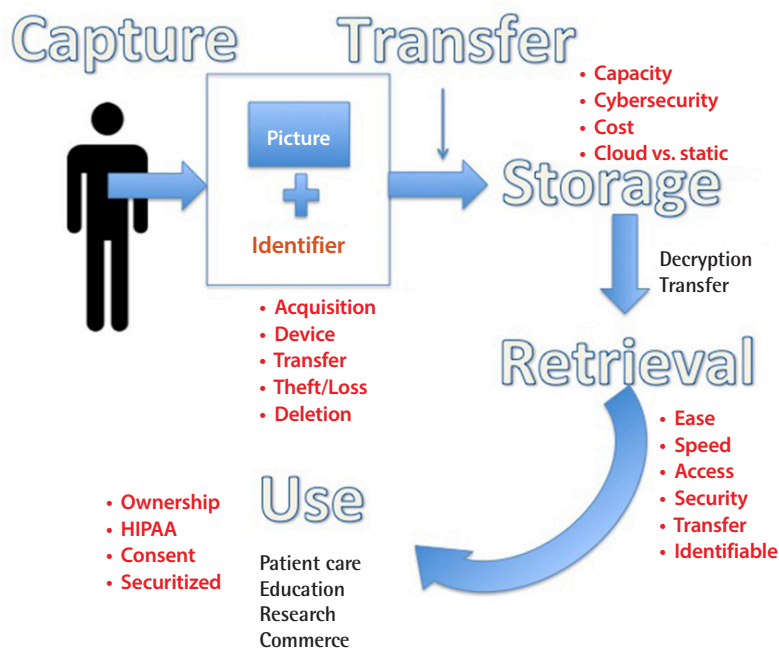 Capture
Transfer
Picture
Identifier
• Acquisition
• Device
• Transfer
• Theft/Loss
• Deletion
• Capacity
• Cybersecurity
• Cost
• Cloud vs. static
Storage
Decryption
Transfer
Retrieval
• Ease
• Speed
• Access
• Security
• Transfer
• Identifiable
Use
• Ownership
• HIPAA
• Consent
• Securitized
Patient care
Education
Research
Commerce